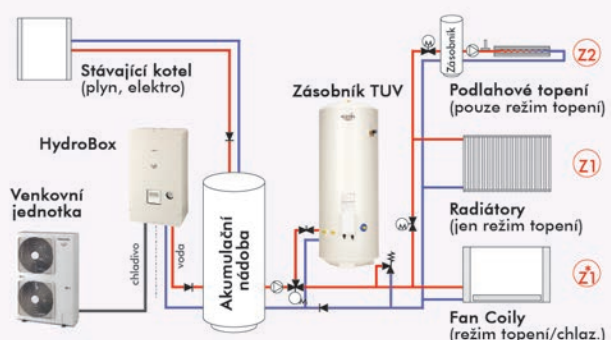 Stávající kotel
(plyn, elektro)
HydroBox
Venkovní
jednotka
chladivo
voda
Akumulační
nádoba
Zásobník TUV
Zásobník
Z2
Podlahové topení
(pouze režim topení)
Z1
Radiátory
(jen režim topení)
Z*1
Fan Coily
(režim topení/chlaz.)